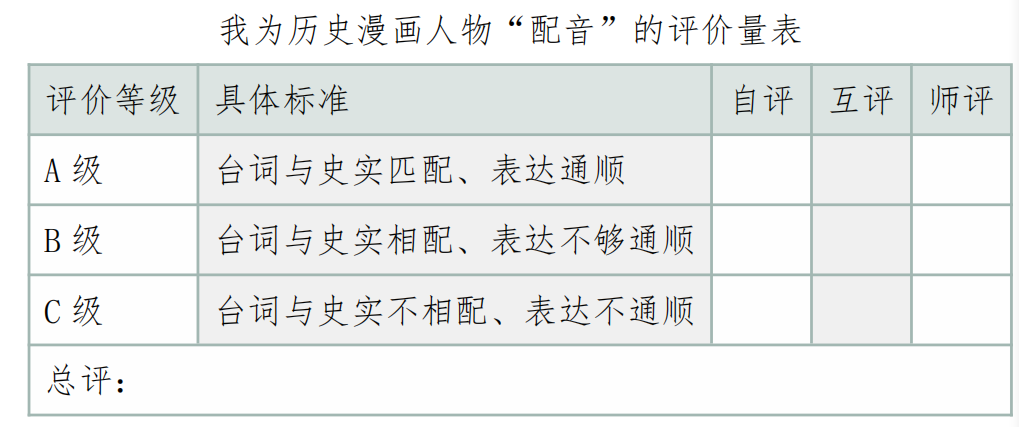 我为历史漫画人物“配音”的评价量表
评价等级 具体标准 自评 互评 师评
A 级 台词与史实匹配、表达通顺
B 级 台词与史实相配、表达不够通顺
C 级 台词与史实不相配、表达不通顺
总评：